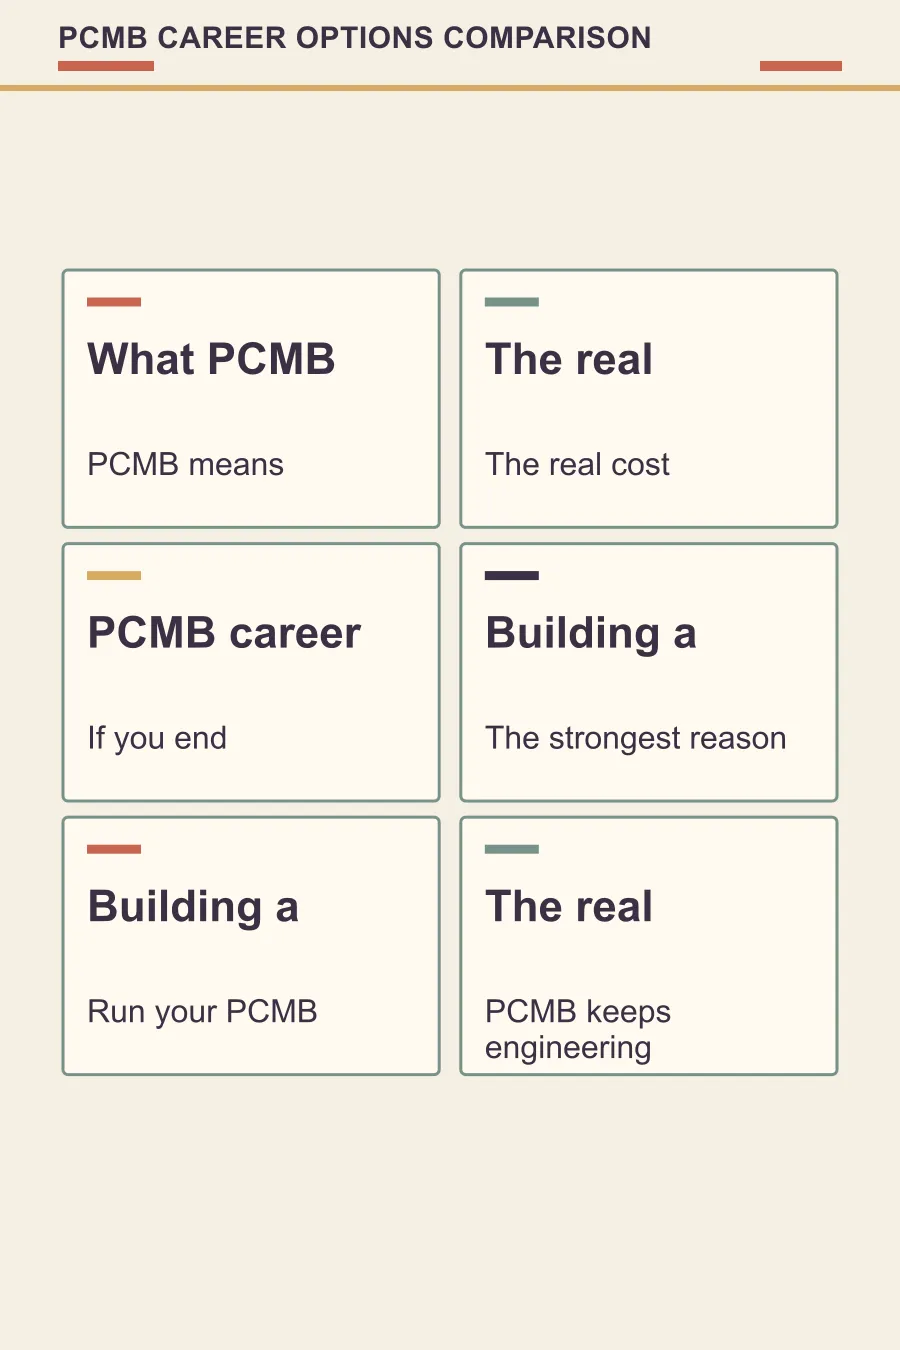 PCMB CAREER OPTIONS COMPARISON
What PCMB
PCMB means
The real
The real cost
PCMB career
If you end
Building a
The strongest reason
Building a
Run your PCMB
The real
PCMB keeps
engineering